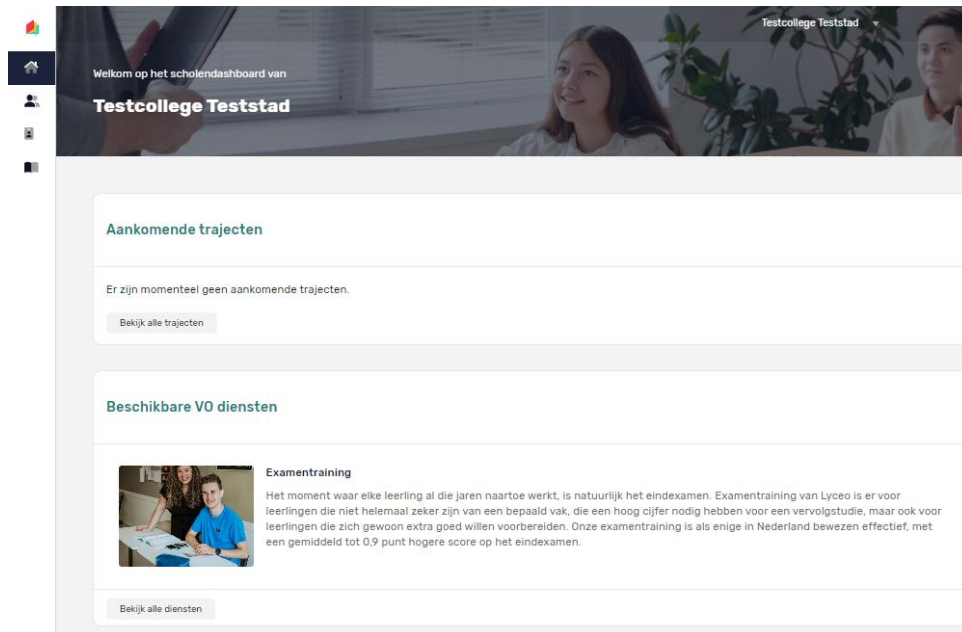 Testcollege Teststad
Welkom op het scholendashboard van
Testcollege Teststad
Aankomende trajecten
Er zijn momenteel geen aankomende trajecten.
Bekijk alle trajecten
Beschikbare VO diensten
Examentraining
Het moment waar elke leerling al die jaren naartoe werkt, is natuurlijk het eindexamen. Examentraining van Lyceo is er voor
leerlingen die niet helemaal zeker zijn van een bepaald vak, die een hoog cijfer nodig hebben voor een vervolgstudie, maar ook voor
leerlingen die zich gewoon extra goed willen voorbereiden. Onze examentraining is als enige in Nederland bewezen effectief, met
een gemiddeld tot 0,9 punt hogere score op het eindexamen.
Bekijk alle diensten